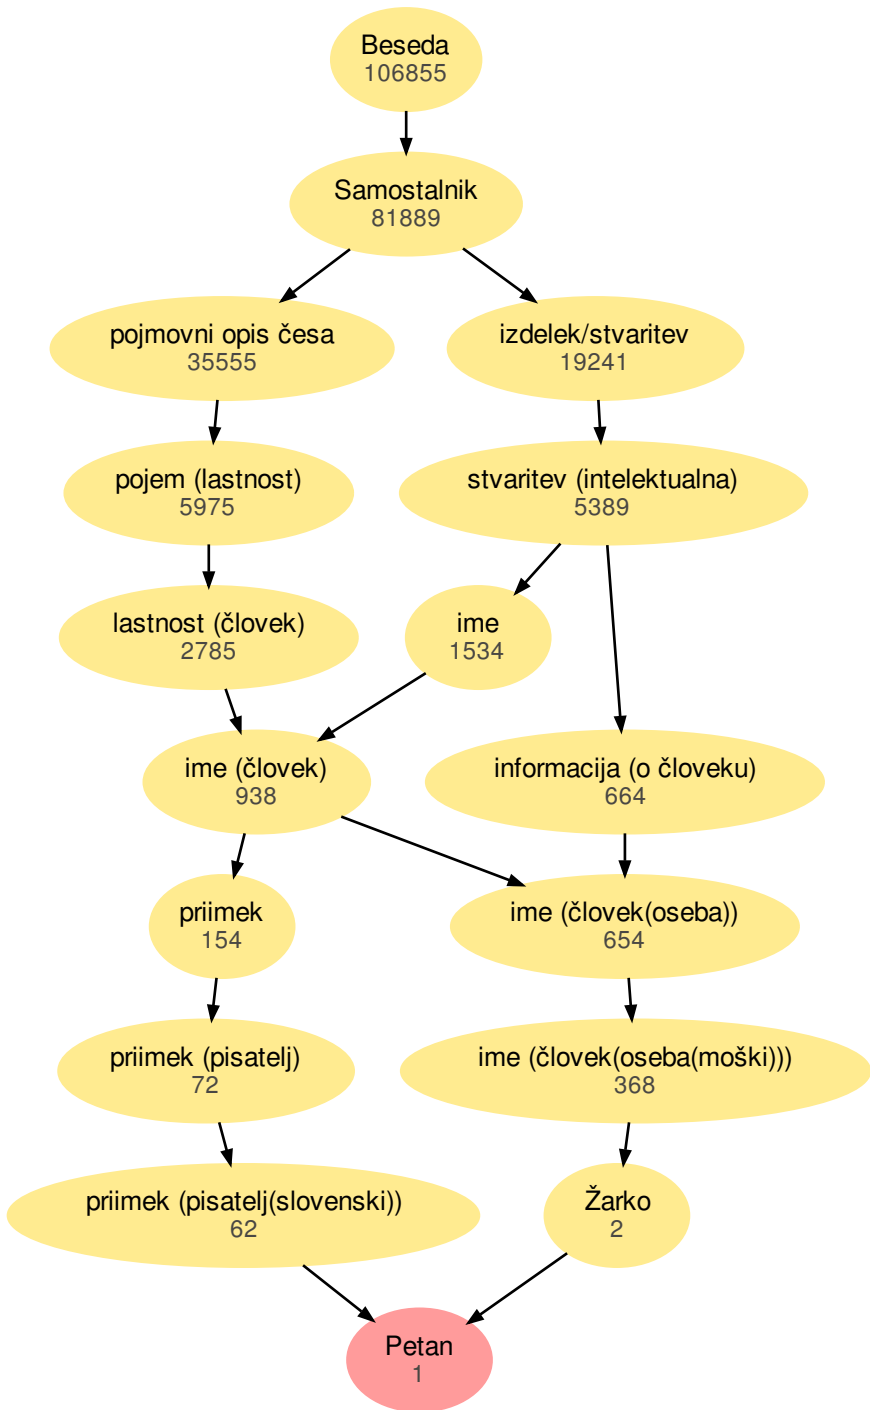 Beseda
106855
Samostalnik
81889
pojmovni opis česa
35555
izdelek/stvaritev
19241
pojem (lastnost)
5975
stvaritev (intelektualna)
5389
lastnost (človek)
2785
ime
1534
ime (človek)
938
informacija (o človeku)
664
priimek
154
ime (človek(oseba))
654
priimek (pisatelj)
72
ime (človek(oseba(moški)))
368
priimek (pisatelj(slovenski))
62
Žarko
2
Petan
1